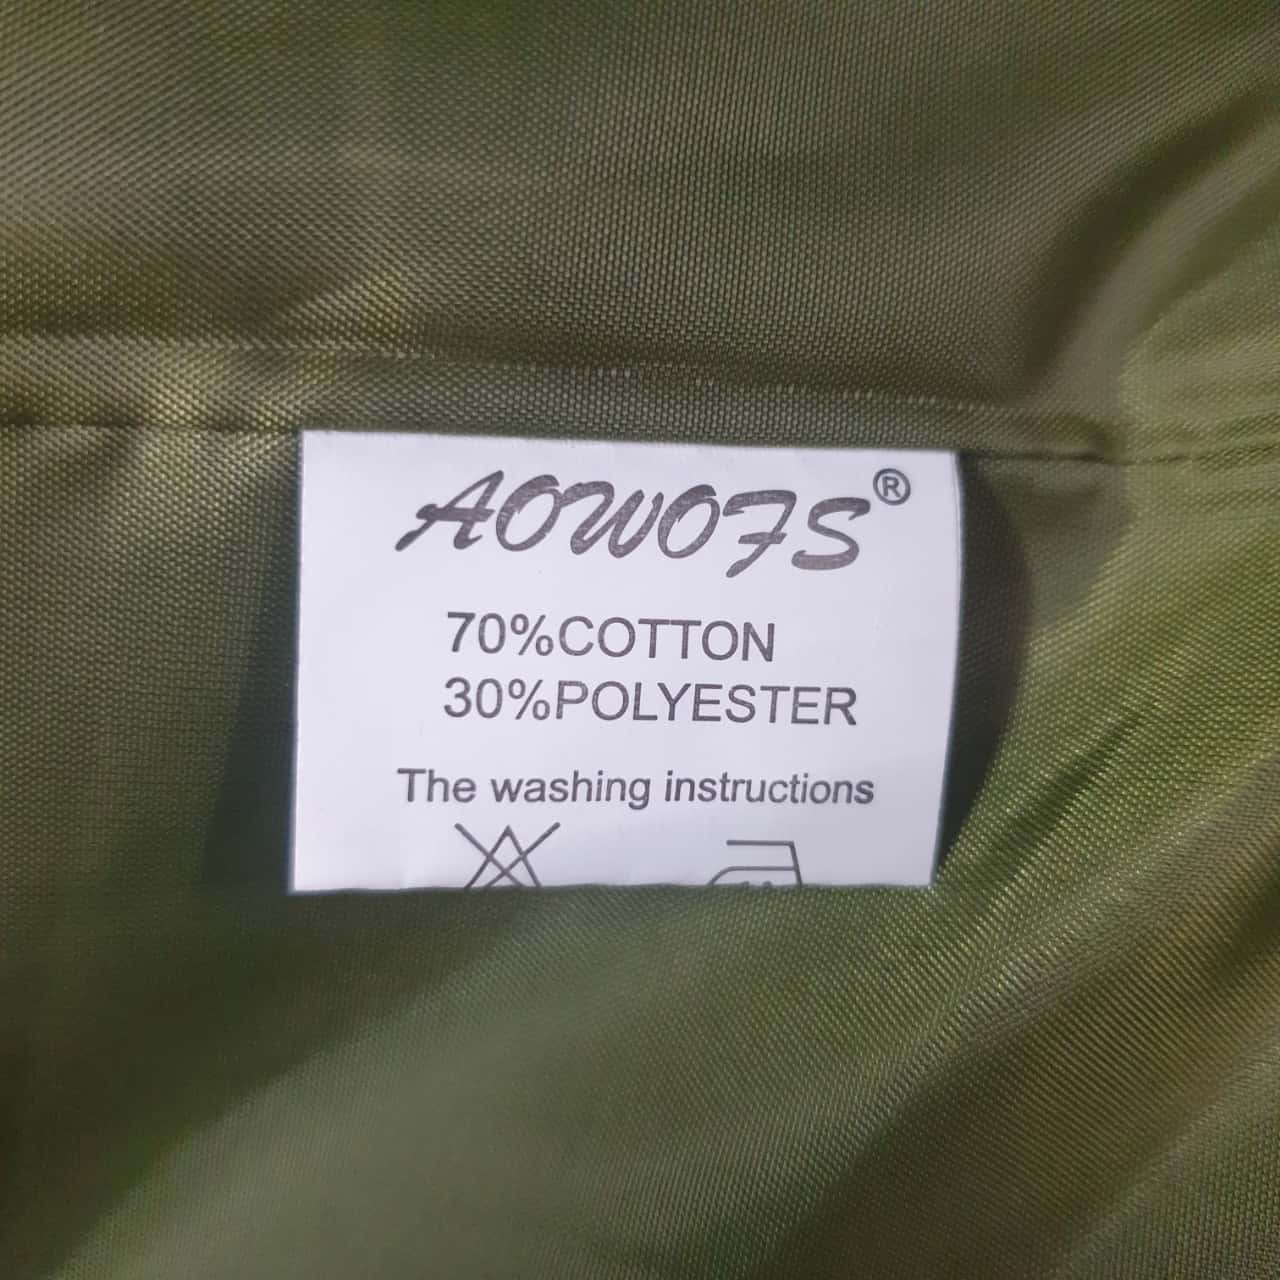 AOWOFS®
70%COTTON
30%POLYESTER
The washing instructions